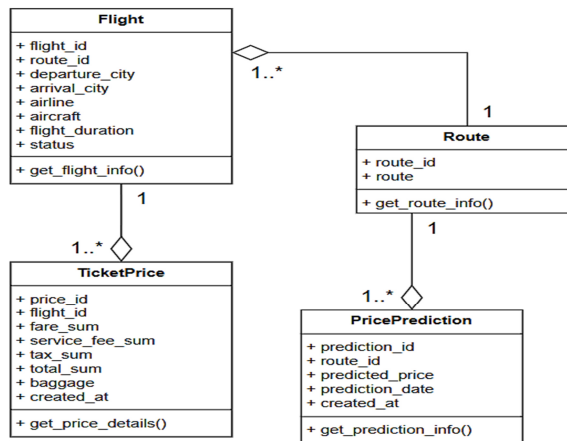 Flight
+ flight_id
+ route_id
+ departure_city
+ arrival_city
+ airline
+ aircraft
+ flight_duration
+ status
+ get_flight_info()
1..*
1
Route
+ route_id
+ route
+ get_route_info()
1
1..*
TicketPrice
+ price_id
+ flight_id
+ fare_sum
+ service_fee_sum
+ tax_sum
+ total_sum
+ baggage
+ created_at
+ get_price_details()
1
1..*
PricePrediction
+ prediction_id
+ route_id
+ predicted_price
+ prediction_date
+ created_at
+ get_prediction_info()